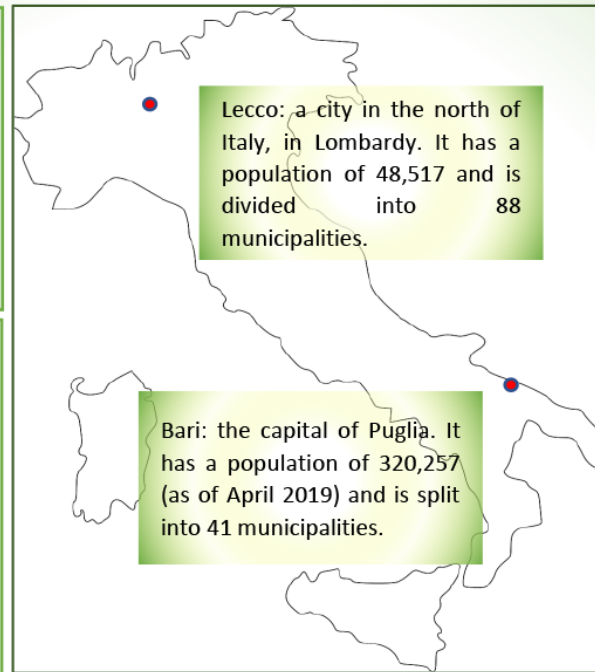 Lecco: a city in the north of
Italy, in Lombardy. It has a
population of 48,517 and is
divided into 88
municipalities.
Bari: the capital of Puglia. It
has a population of 320,257
(as of April 2019) and is split
into 41 municipalities.